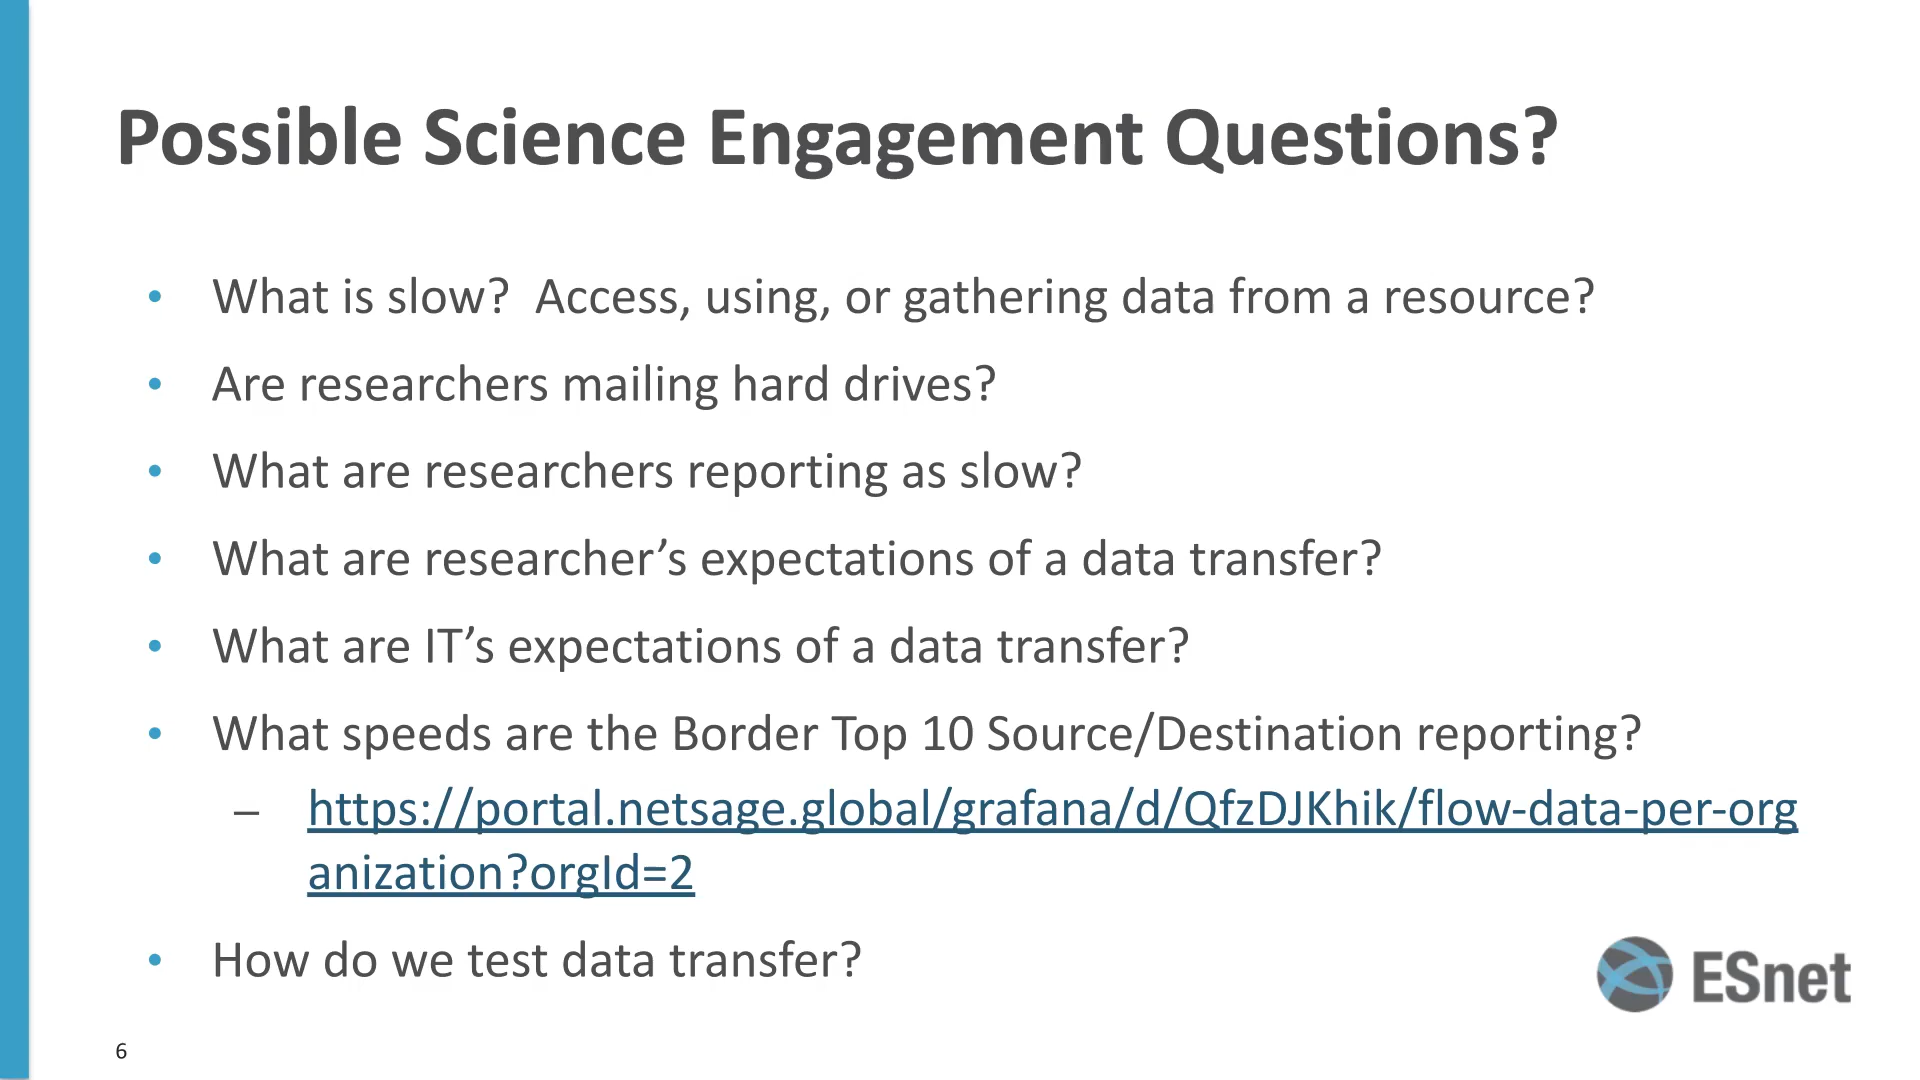 Possible Science Engagement Questions?
• What is slow?  Access, using, or gathering data from a resource?
• Are researchers mailing hard drives?
• What are researchers reporting as slow?
• What are researcher’s expectations of a data transfer?
• What are IT’s expectations of a data transfer?
• What speeds are the Border Top 10 Source/Destination reporting?
– https://portal.netsage.global/grafana/d/QfzDJKhik/flow-data-per-org
anization?orgId=2
• How do we test data transfer?
ESnet
6